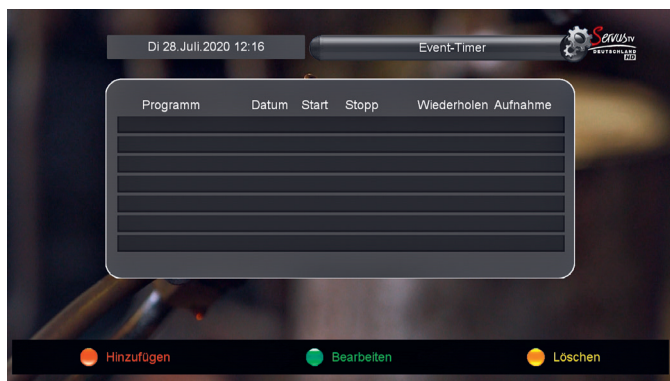 Di 28.Juli.2020 12:16
Event-Timer
ServusTV
DEUTSCHLAND
HD
Programm Datum Start Stopp Wiederholen Aufnahme
Hinzufügen Bearbeiten Löschen